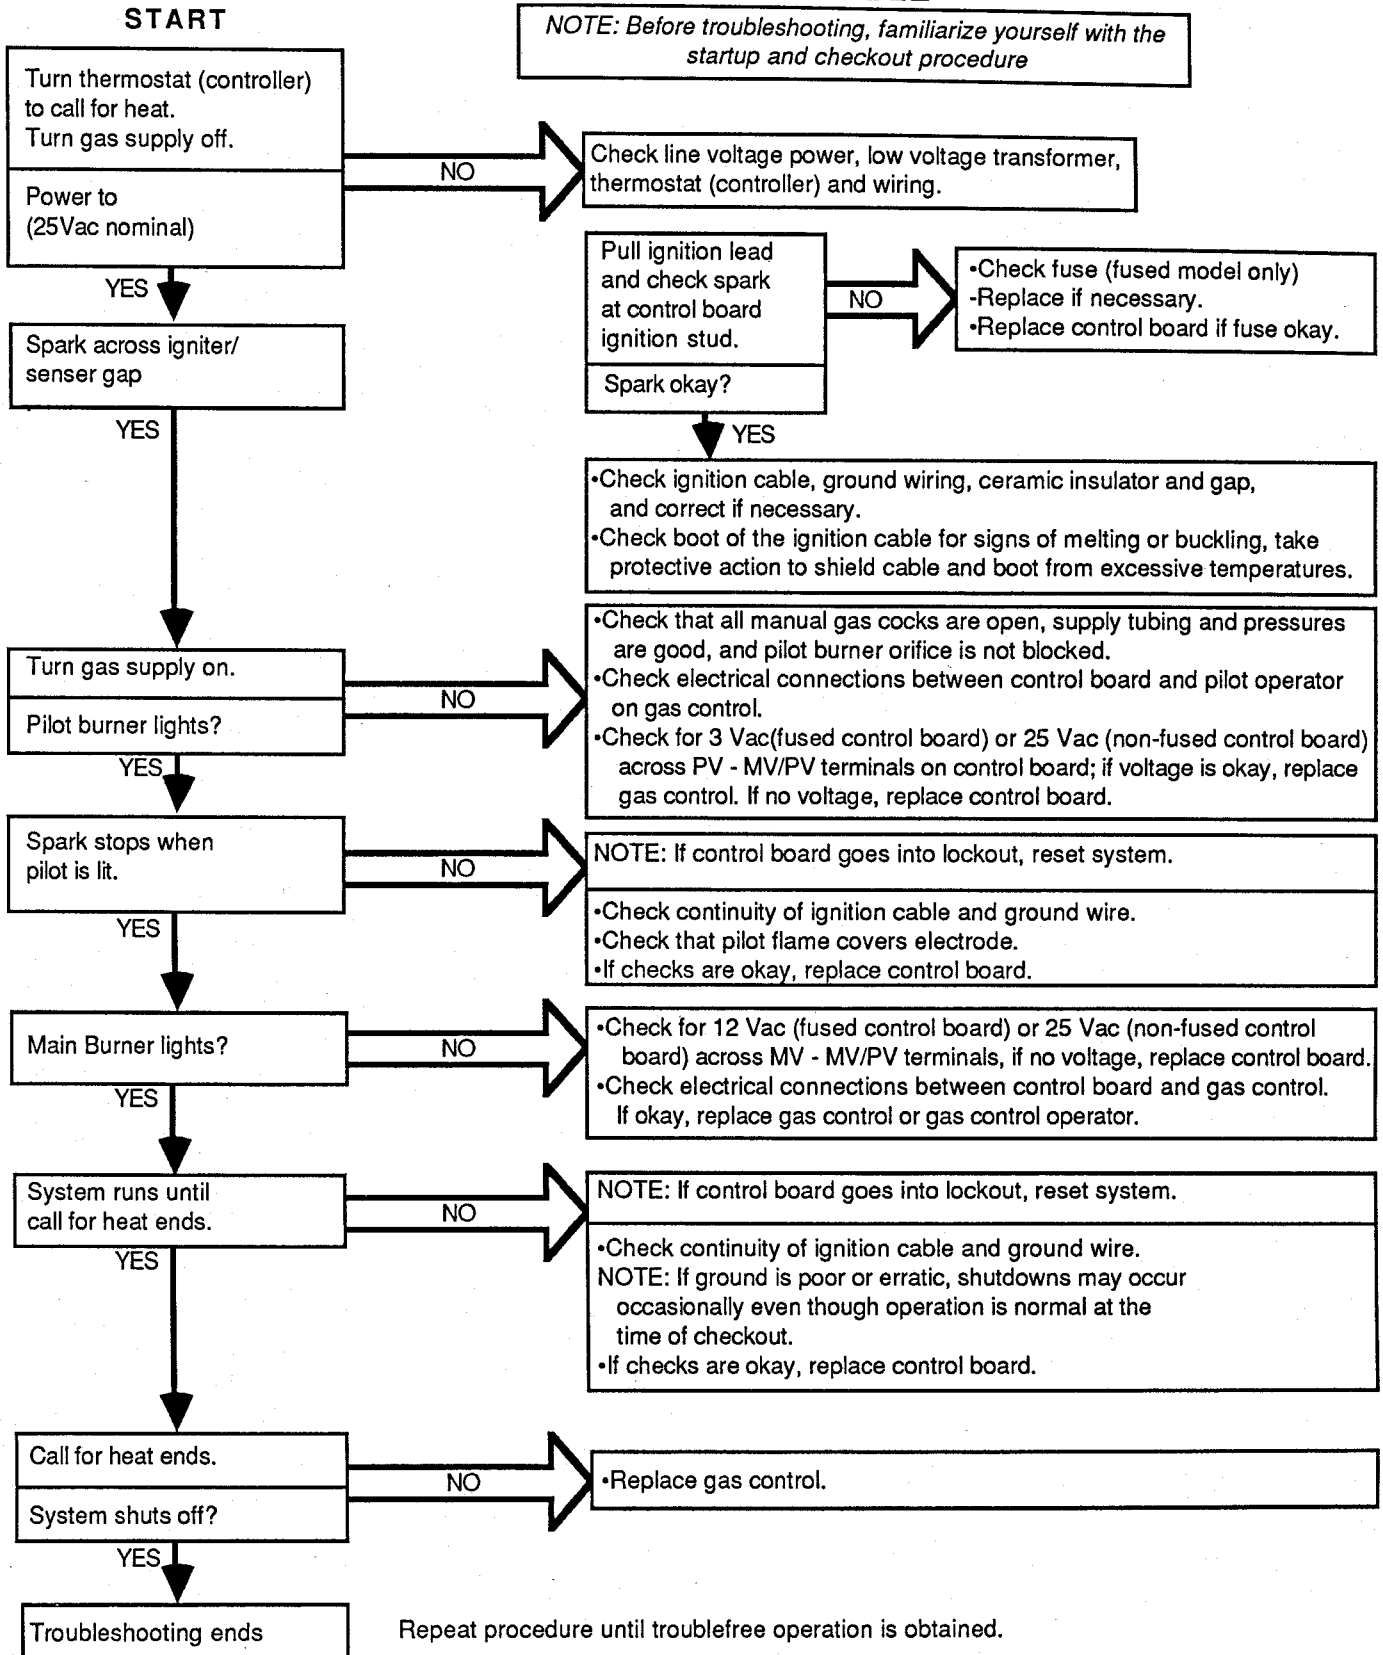 START
NOTE: Before troubleshooting, familiarize yourself with the
startup and checkout procedure
Turn thermostat (controller)
to call for heat.
Turn gas supply off.
Power to
(25Vac nominal)
NO
Check line voltage power, low voltage transformer,
thermostat (controller) and wiring.
YES
Spark across igniter/
senser gap
Pull ignition lead
and check spark
at control board
ignition stud.
Spark okay?
NO
•Check fuse (fused model only)
-Replace if necessary.
•Replace control board if fuse okay.
YES
•Check ignition cable, ground wiring, ceramic insulator and gap,
and correct if necessary.
•Check boot of the ignition cable for signs of melting or buckling, take
protective action to shield cable and boot from excessive temperatures.
YES
Turn gas supply on.
Pilot burner lights?
NO
•Check that all manual gas cocks are open, supply tubing and pressures
are good, and pilot burner orifice is not blocked.
•Check electrical connections between control board and pilot operator
on gas control.
•Check for 3 Vac(fused control board) or 25 Vac (non-fused control board)
across PV - MV/PV terminals on control board; if voltage is okay, replace
gas control. If no voltage, replace control board.
YES
Spark stops when
pilot is lit.
NO
NOTE: If control board goes into lockout, reset system.
•Check continuity of ignition cable and ground wire.
•Check that pilot flame covers electrode.
•If checks are okay, replace control board.
YES
Main Burner lights?
NO
•Check for 12 Vac (fused control board) or 25 Vac (non-fused control
board) across MV - MV/PV terminals, if no voltage, replace control board.
•Check electrical connections between control board and gas control.
If okay, replace gas control or gas control operator.
YES
System runs until
call for heat ends.
NO
NOTE: If control board goes into lockout, reset system.
•Check continuity of ignition cable and ground wire.
NOTE: If ground is poor or erratic, shutdowns may occur
occasionally even though operation is normal at the
time of checkout.
•If checks are okay, replace control board.
YES
Call for heat ends.
System shuts off?
NO
•Replace gas control.
YES
Troubleshooting ends
Repeat procedure until troublefree operation is obtained.